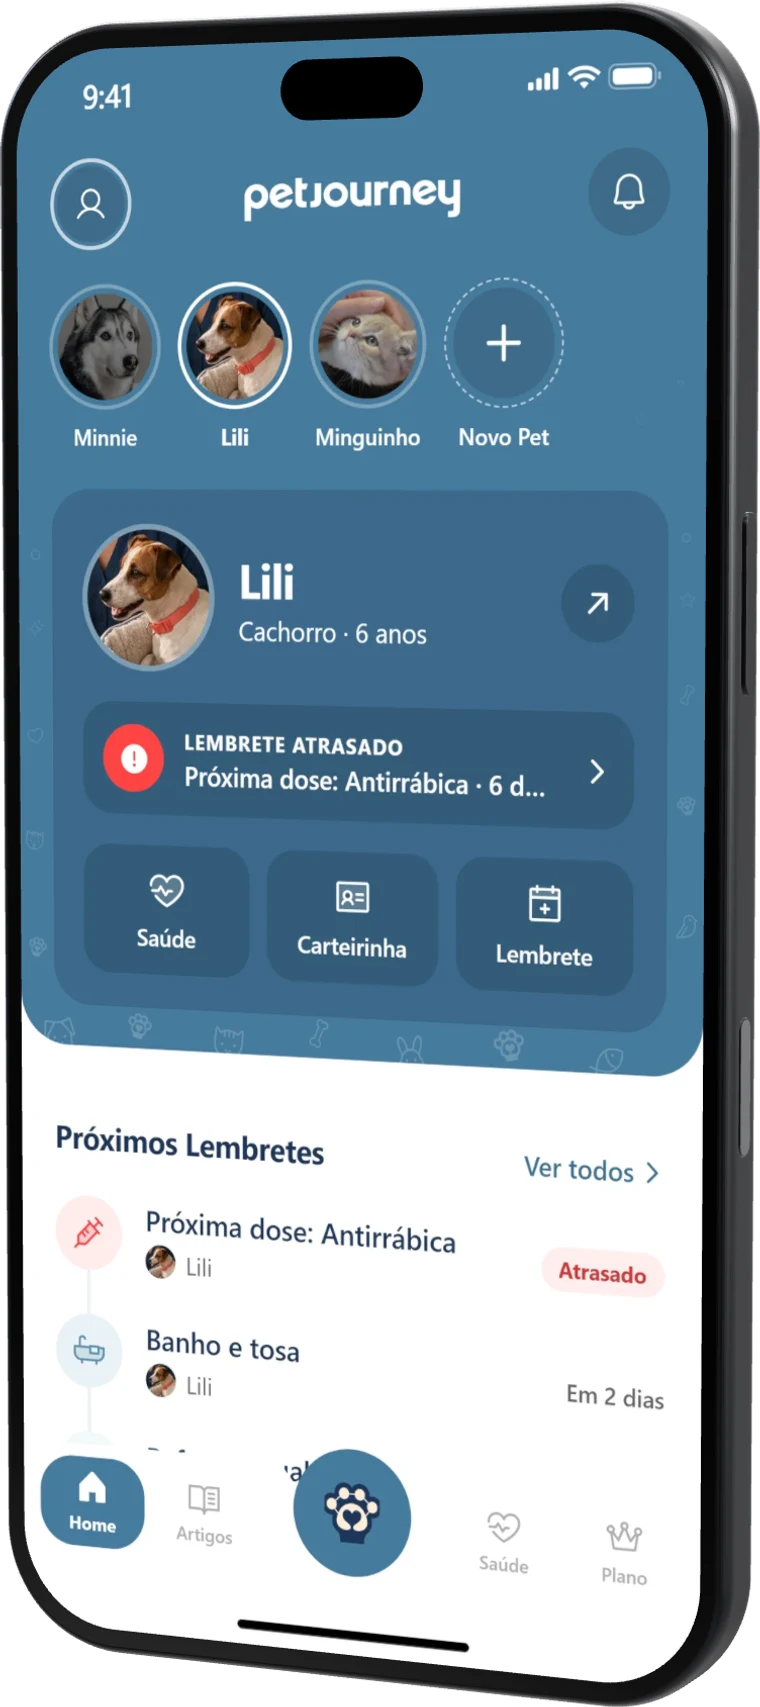 9:41
petjourney
Minnie
Lili
Minguinho
Novo Pet
Lili
Cachorro · 6 anos
LEMBRETE ATRASADO
Próxima dose: Antirrábica · 6 d...
Saúde
Carteirinha
Lembrete
Próximos Lembretes
Ver todos
Próxima dose: Antirrábica
Lili
Atrasado
Banho e tosa
Lili
Em 2 dias
Home
Artigos
Saúde
Plano